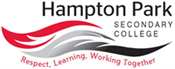 Hampton Park
SECONDARY
COLLEGE
Respect, Learning, Working Together